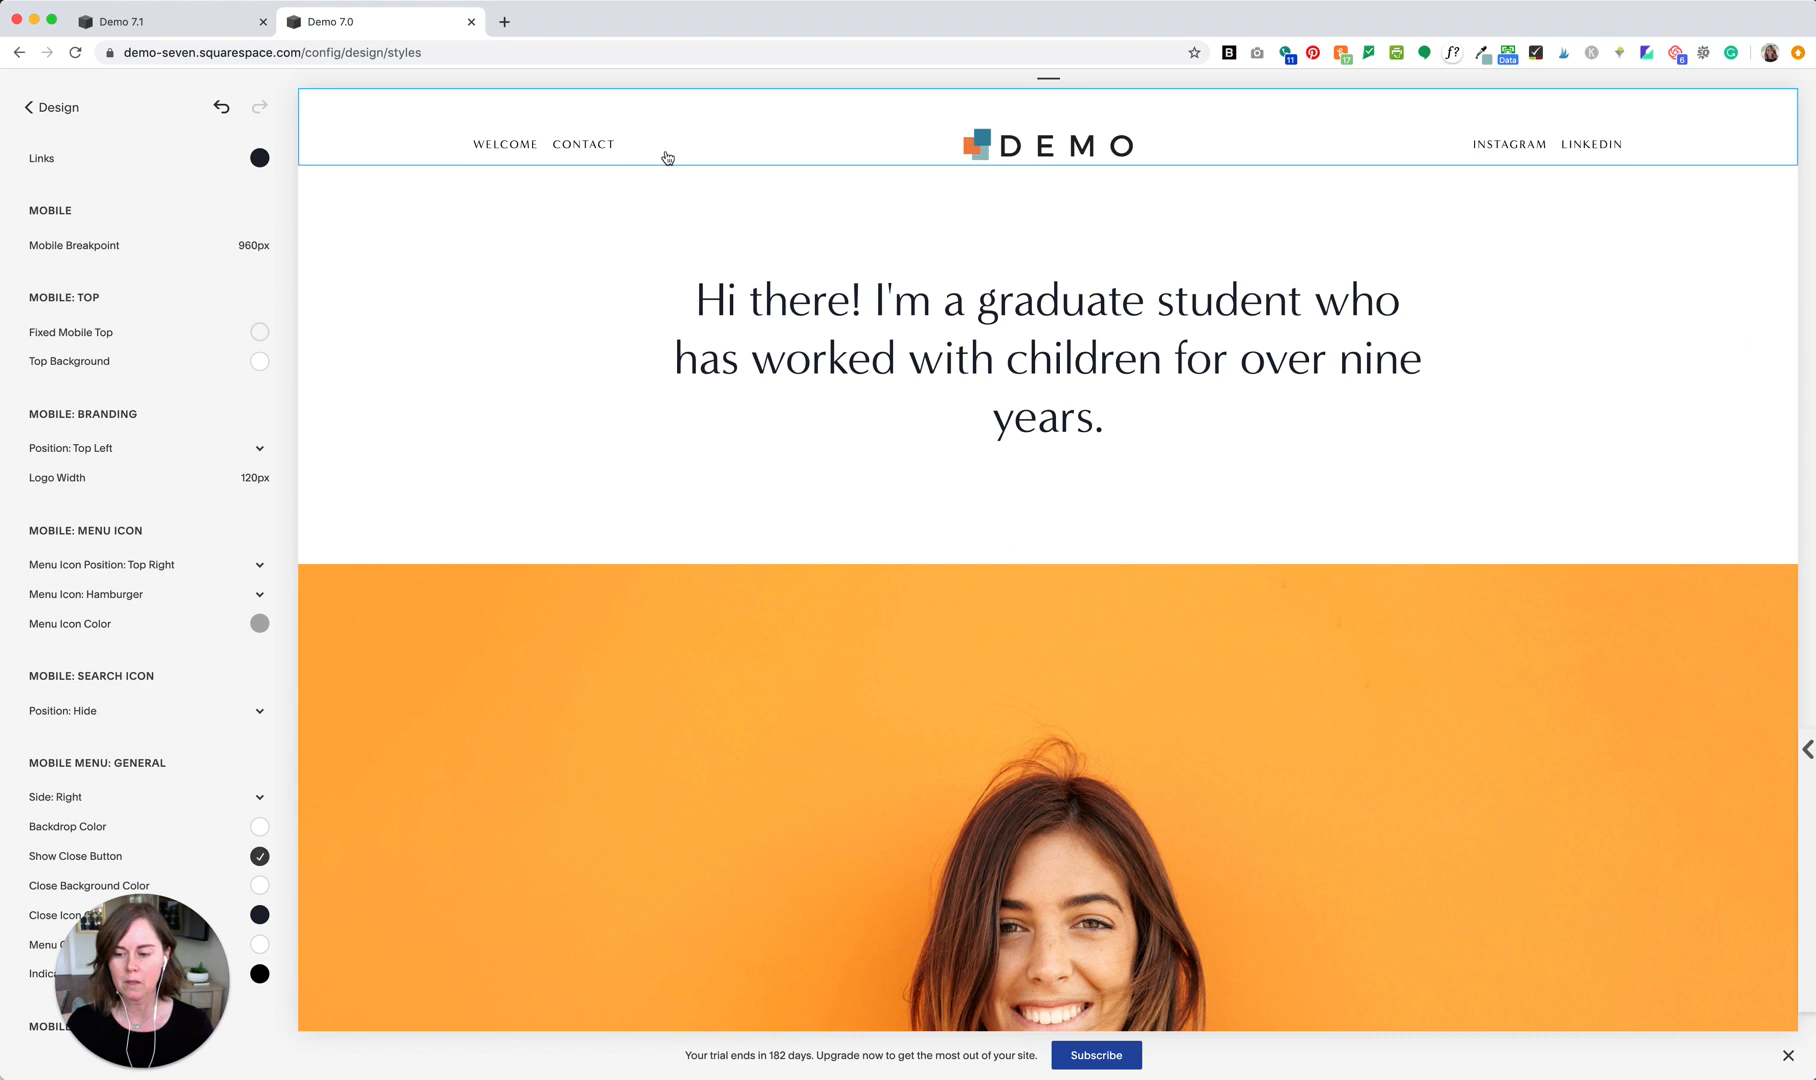 Demo 7.1
Demo 7.0
demo-seven.squarespace.com/config/design/styles
B
11
17
f?
Data
K
6
G
Design
Links
MOBILE
Mobile Breakpoint 960px
MOBILE: TOP
Fixed Mobile Top
Top Background
MOBILE: BRANDING
Position: Top Left
Logo Width 120px
MOBILE: MENU ICON
Menu Icon Position: Top Right
Menu Icon: Hamburger
Menu Icon Color
MOBILE: SEARCH ICON
Position: Hide
MOBILE MENU: GENERAL
Side: Right
Backdrop Color
Show Close Button
Close Background Color
Close Icon
Menu
MOBIL
WELCOME CONTACT
DEMO
INSTAGRAM LINKEDIN
Hi there! I'm a graduate student who
has worked with children for over nine
years.
Your trial ends in 182 days. Upgrade now to get the most out of your site.
Subscribe